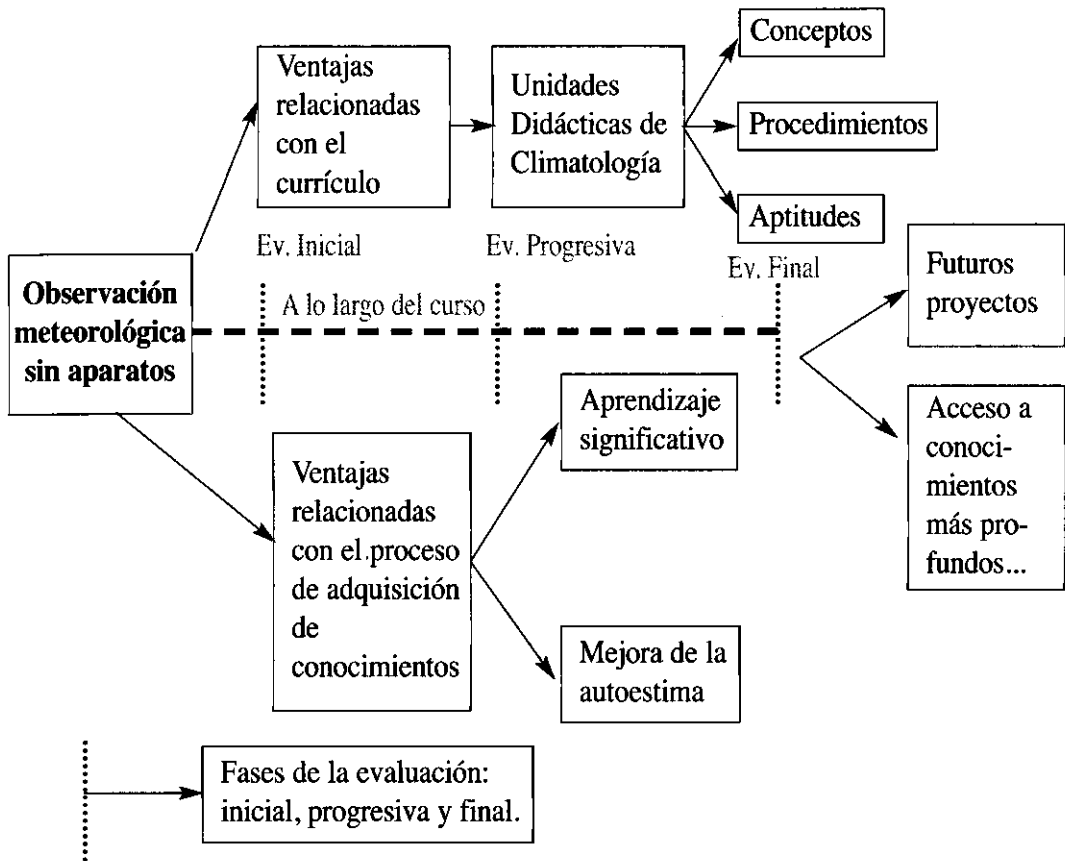 Conceptos
Ventajas
relacionadas
con el
currículo
Unidades
Didácticas de
Climatología
Procedimientos
Aptitudes
Ev. Inicial
Ev. Progresiva
Ev. Final
Observación
meteorológica
sin aparatos
A lo largo del curso
Futuros
proyectos
Aprendizaje
significativo
Acceso a
conoci-
mientos
más pro-
fundos...
Ventajas
relacionadas
con el proceso
de adquisición
de
conocimientos
Mejora de la
autoestima
Fases de la evaluación:
inicial, progresiva y final.